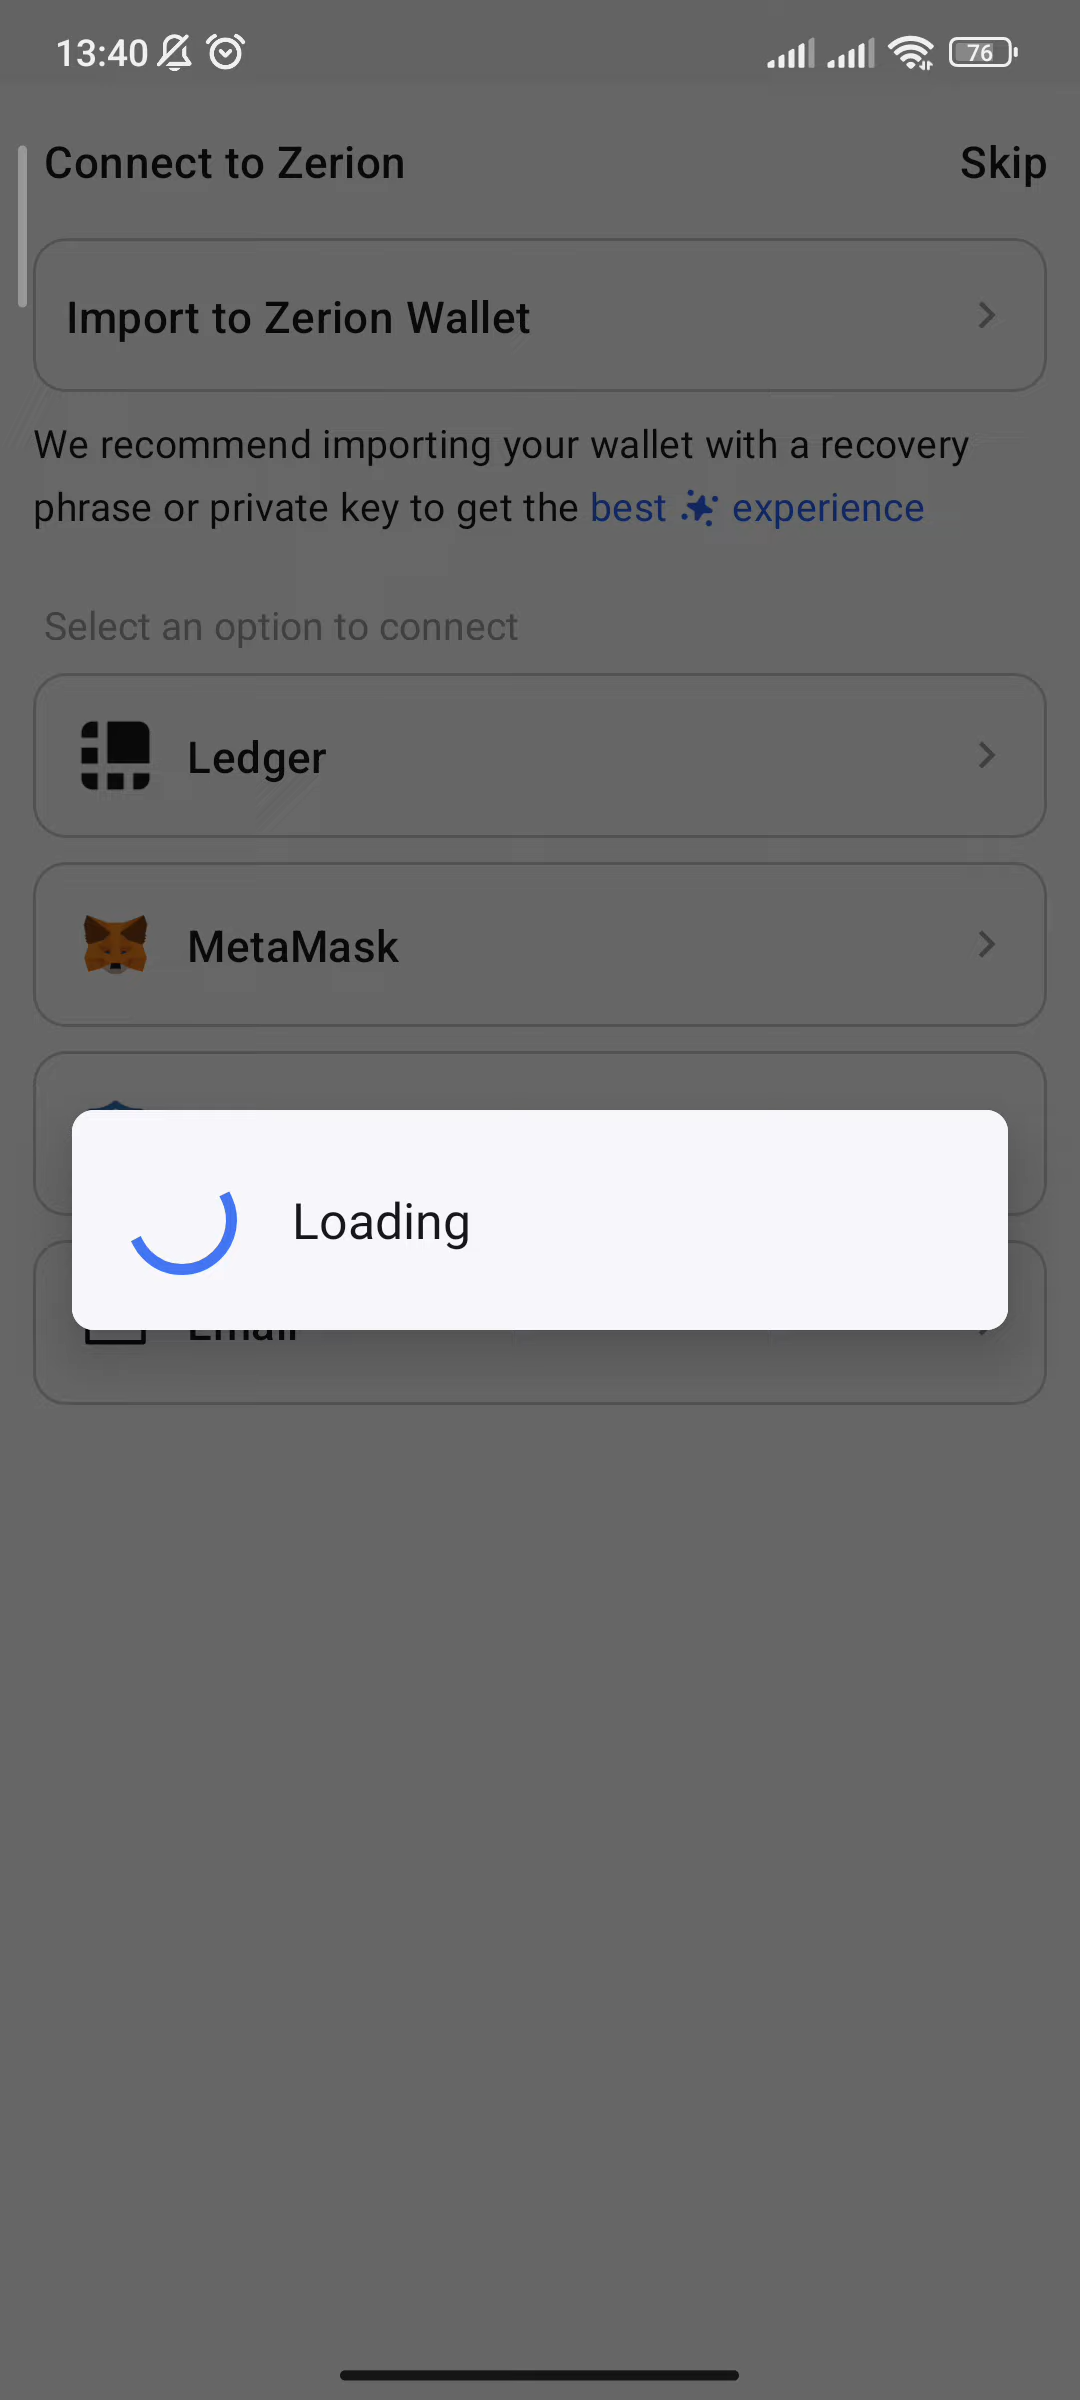 13:40
76
Connect to Zerion
Skip
Import to Zerion Wallet
We recommend importing your wallet with a recovery
phrase or private key to get the best experience
Select an option to connect
Ledger
MetaMask
Loading
Email